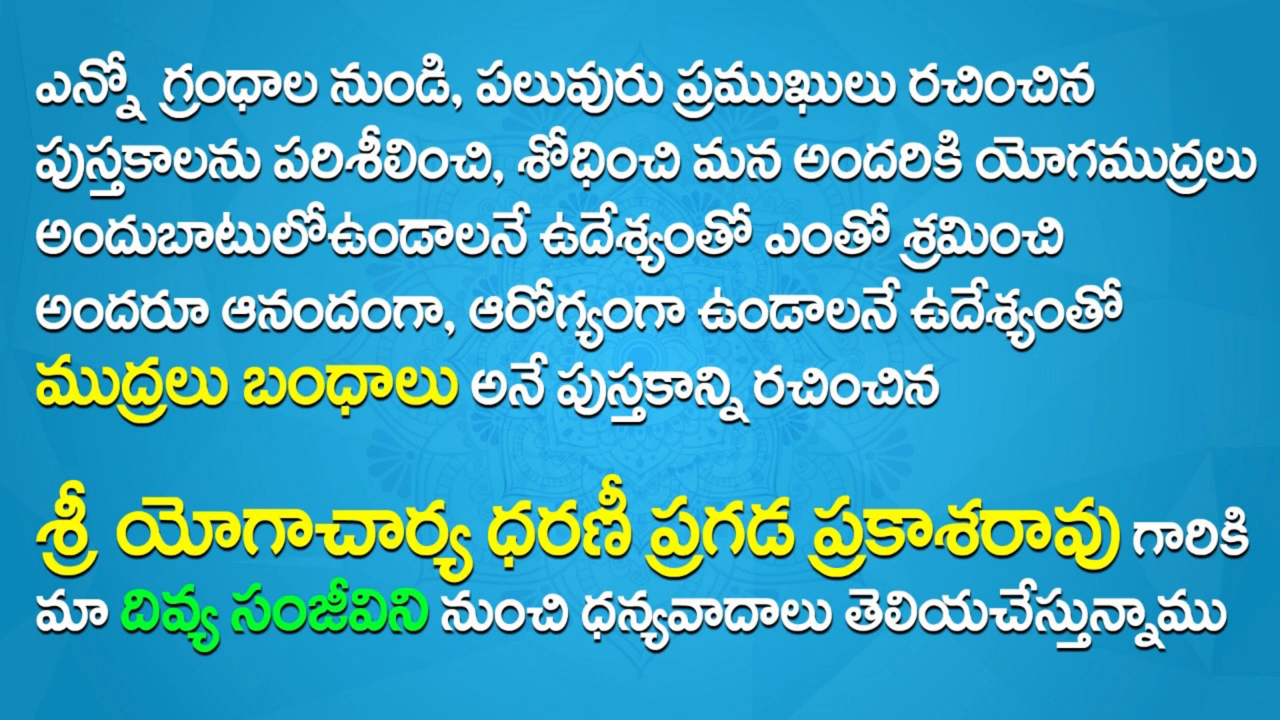 ఎన్నో గ్రంధాల నుండి, పలువురు ప్రముఖులు రచించిన
పుస్తకాలను పరిశీలించి, శోధించి మన అందరికి యోగముద్రలు
అందుబాటులోఉండాలనే ఉదేశ్యంతో ఎంతో శ్రమించి
అందరూ ఆనందంగా, ఆరోగ్యంగా ఉండాలనే ఉదేశ్యంతో
ముద్రలు బంధాలు అనే పుస్తకాన్ని రచించిన
శ్రీ యోగాచార్య ధరణీ ప్రగడ ప్రకాశరావు గారికి
మా దివ్య సంజీవిని నుంచి ధన్యవాదాలు తెలియచేస్తున్నాము